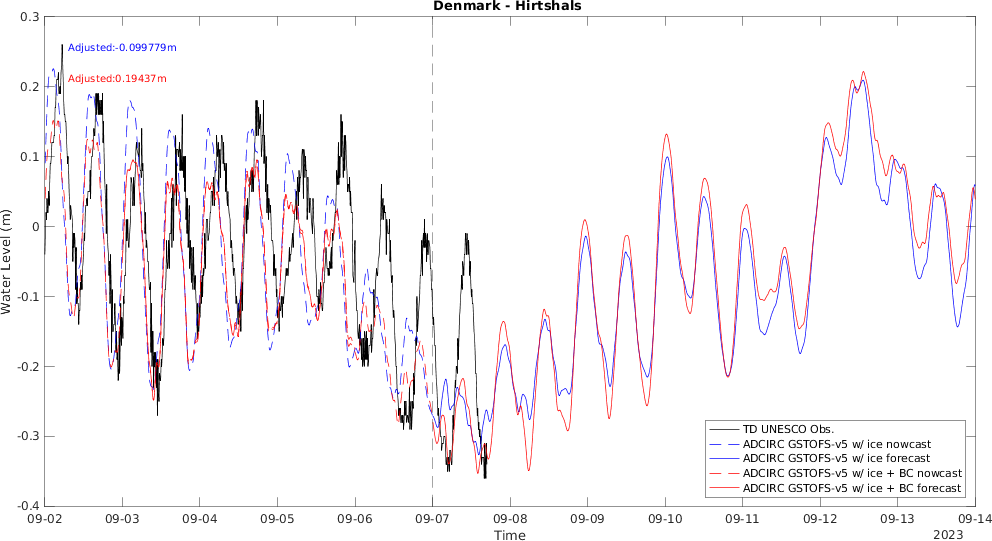 Denmark - Hirtshals
Adjusted:-0.099779m
Adjusted:0.19437m
Water Level (m)
0.3
0.2
0.1
0
-0.1
-0.2
-0.3
-0.4
TD UNESCO Obs.
ADCIRC GSTOFS-v5 w/ ice nowcast
ADCIRC GSTOFS-v5 w/ ice forecast
ADCIRC GSTOFS-v5 w/ ice + BC nowcast
ADCIRC GSTOFS-v5 w/ ice + BC forecast
09-02 09-03 09-04 09-05 09-06 09-07 09-08 09-09 09-10 09-11 09-12 09-13 09-14
Time
2023